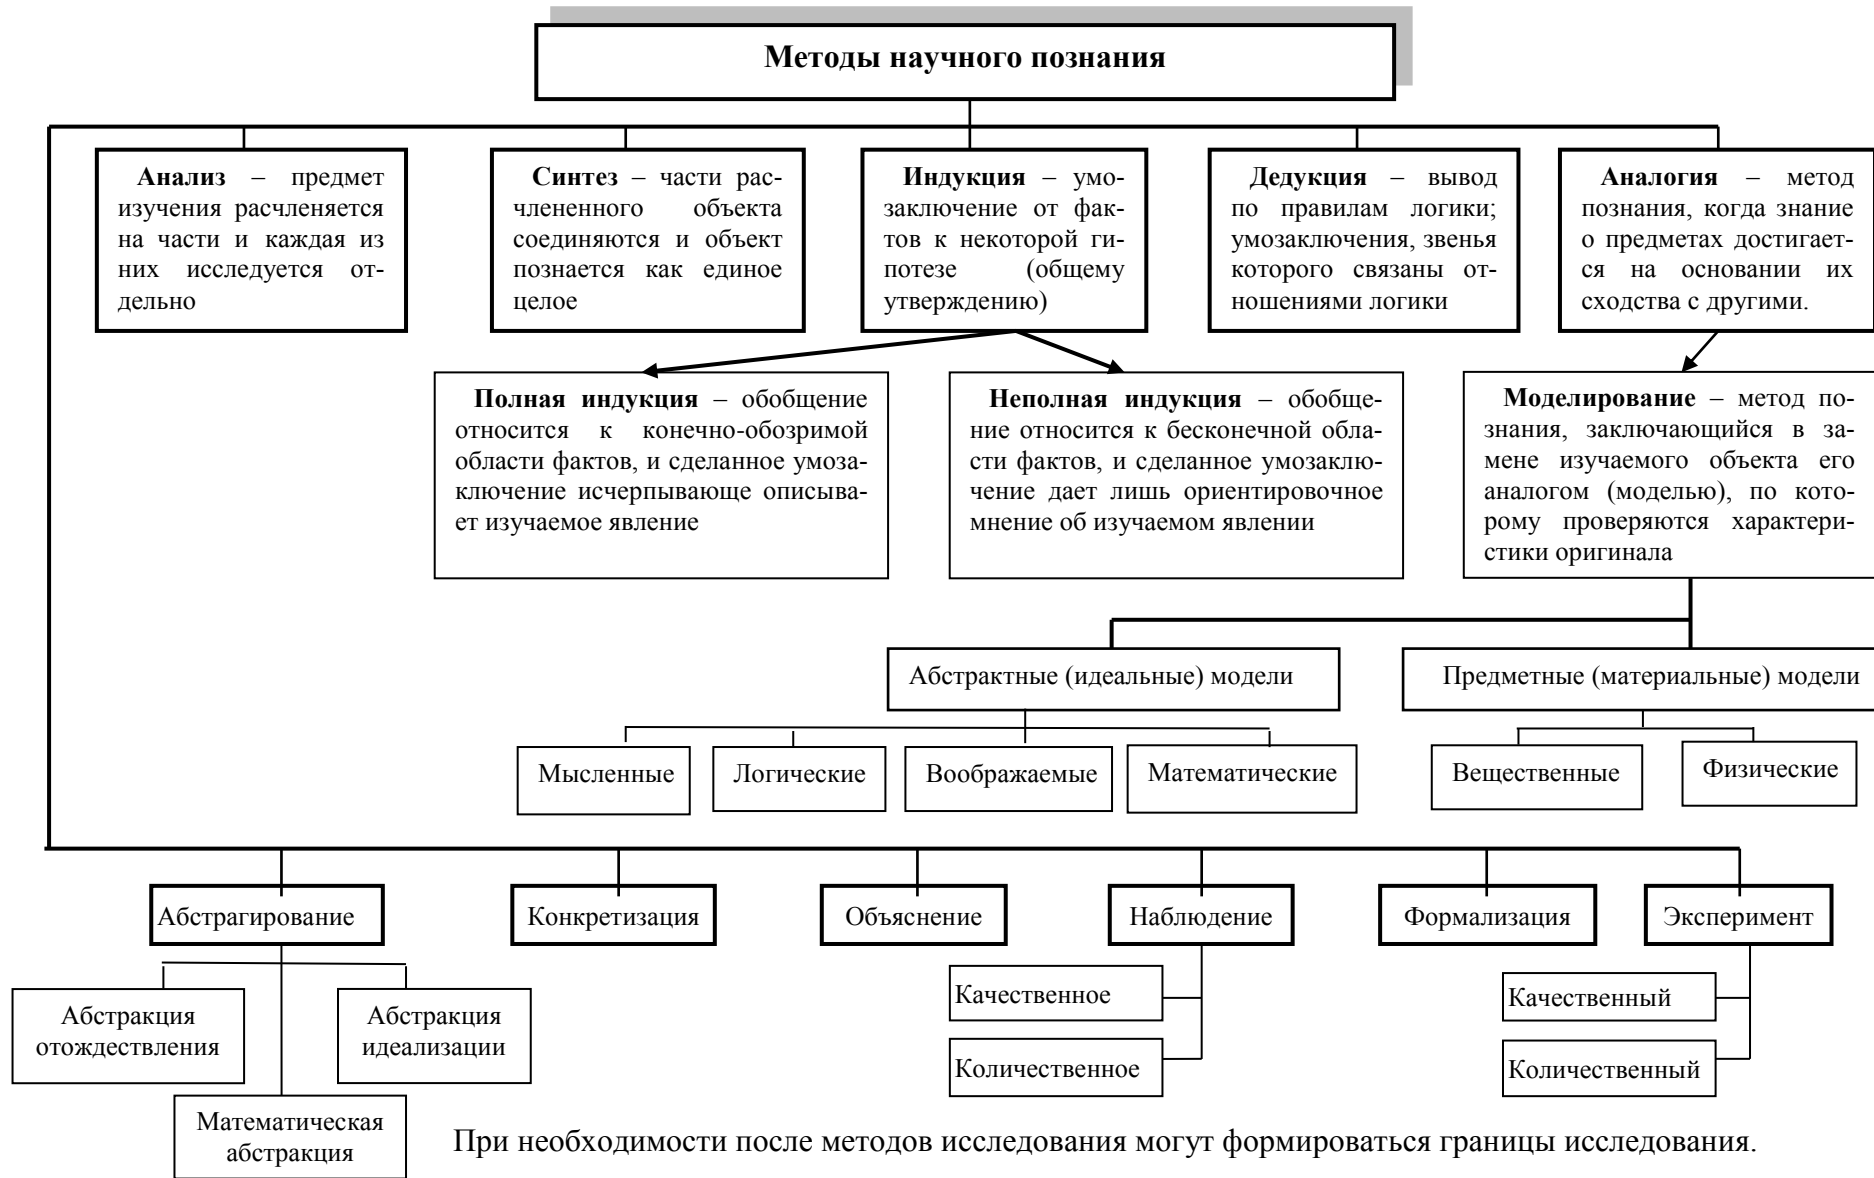 Методы научного познания
Анализ – предмет
изучения расчленяется
на части и каждая из
них исследуется от-
дельно
Синтез – части рас-
члененного объекта
соединяются и объект
познается как единое
целое
Индукция – умо-
заключение от фак-
тов к некоторой ги-
потезе (общему
утверждению)
Дедукция – вывод
по правилам логики;
умозаключения, звенья
которого связаны от-
ношениями логики
Аналогия – метод
познания, когда знание
о предметах достигает-
ся на основании их
сходства с другими.
Полная индукция – обобщение
относится к конечно-обозримой
области фактов, и сделанное умоза-
ключение исчерпывающе описыва-
ет изучаемое явление
Неполная индукция – обобще-
ние относится к бесконечной обла-
сти фактов, и сделанное умозаклю-
чение дает лишь ориентировочное
мнение об изучаемом явлении
Моделирование – метод по-
знания, заключающийся в за-
мене изучаемого объекта его
аналогом (моделью), по кото-
рому проверяются характери-
стики оригинала
Абстрактные (идеальные) модели
Предметные (материальные) модели
Мысленные
Логические
Воображаемые
Математические
Вещественные
Физические
Абстрагирование
Конкретизация
Объяснение
Наблюдение
Формализация
Эксперимент
Абстракция
отождествления
Абстракция
идеализации
Математическая
абстракция
Качественное
Количественное
Качественный
Количественный
При необходимости после методов исследования могут формироваться границы исследования.